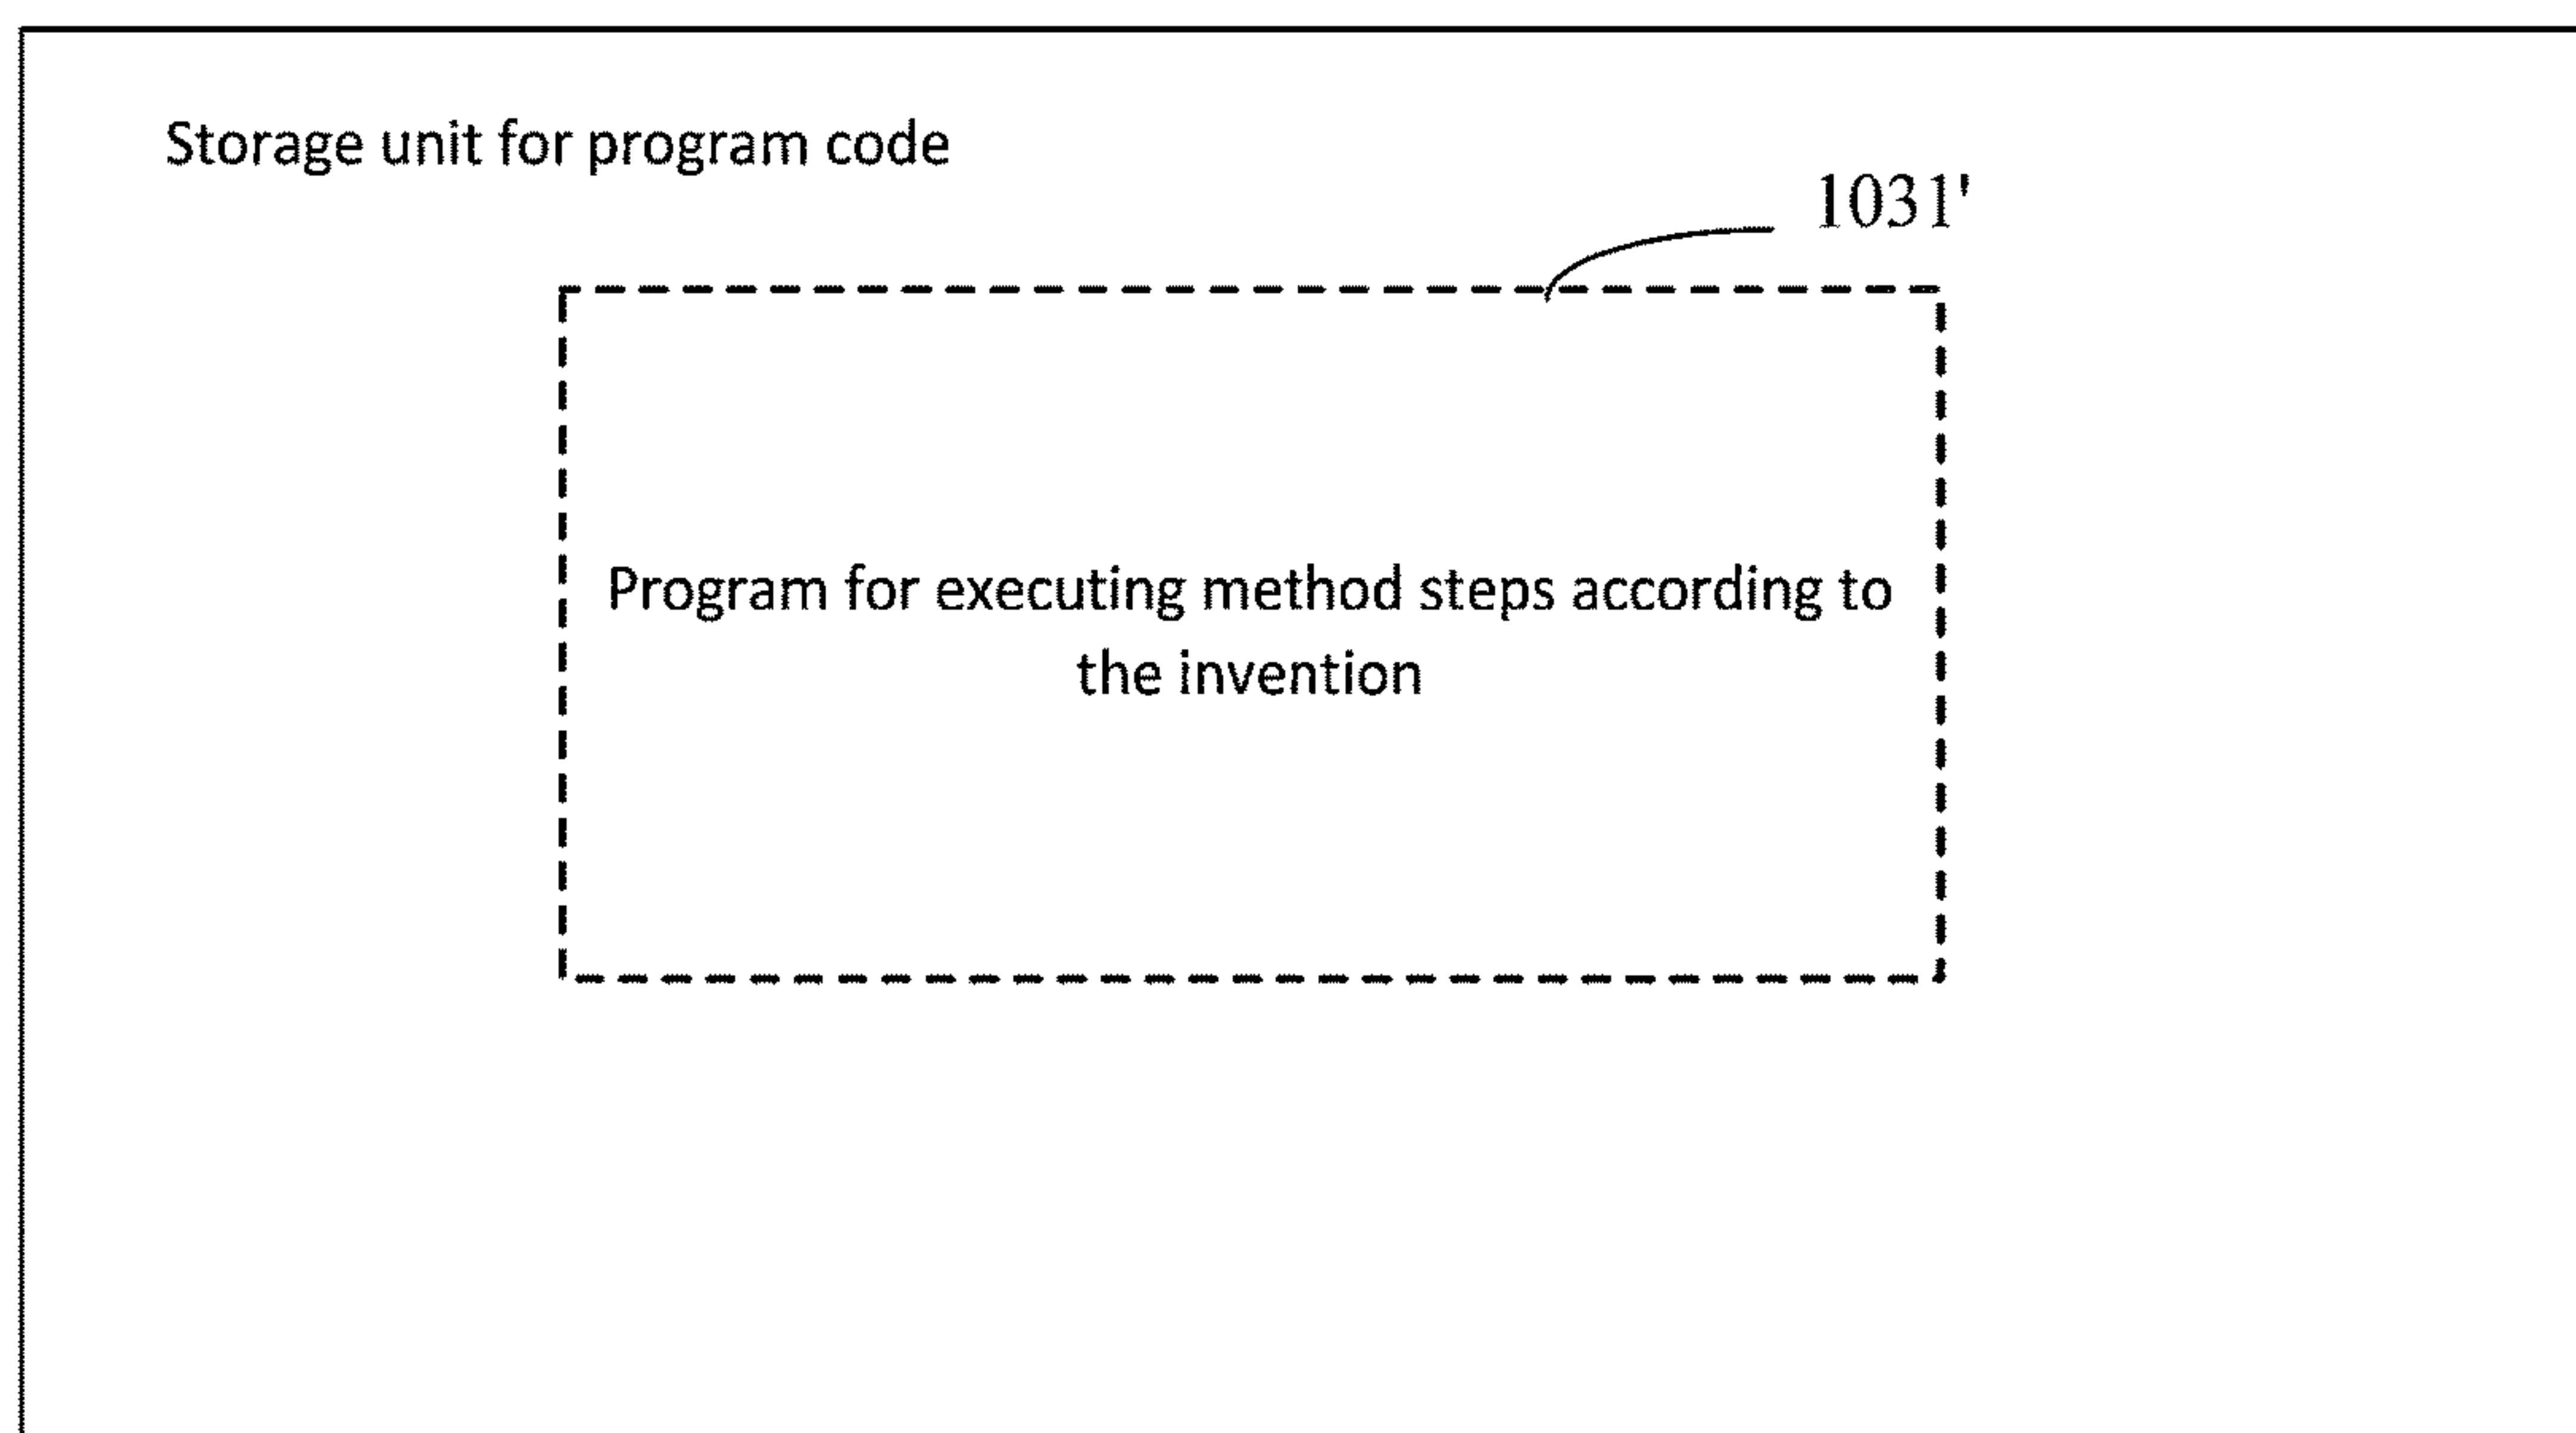 Storage unit for program code
1031'
Program for executing method steps according to
the invention